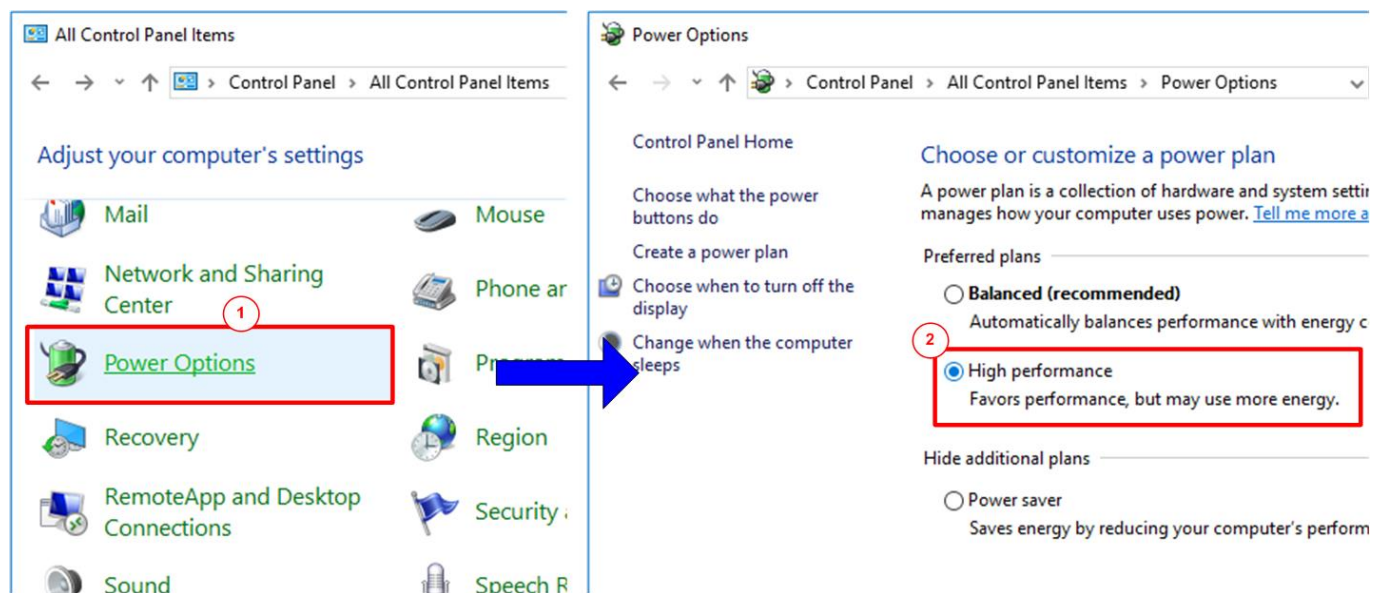 All Control Panel Items
Control Panel > All Control Panel Items
Adjust your computer's settings
Mail
Mouse
Network and Sharing
Center
Phone
1
Power Options
Recovery
Region
RemoteApp and Desktop
Connections
Security
Sound
Speech
Power Options
Control Panel > All Control Panel Items > Power Options
Control Panel Home
Choose what the power
buttons do
Create a power plan
Choose when to turn off the
display
Change when the computer
sleeps
Choose or customize a power plan
A power plan is a collection of hardware and system
manages how your computer uses power. Tell me more
Preferred plans
Balanced (recommended)
Automatically balances performance with energy
2
High performance
Favors performance, but may use more energy.
Hide additional plans
Power saver
Saves energy by reducing your computer's